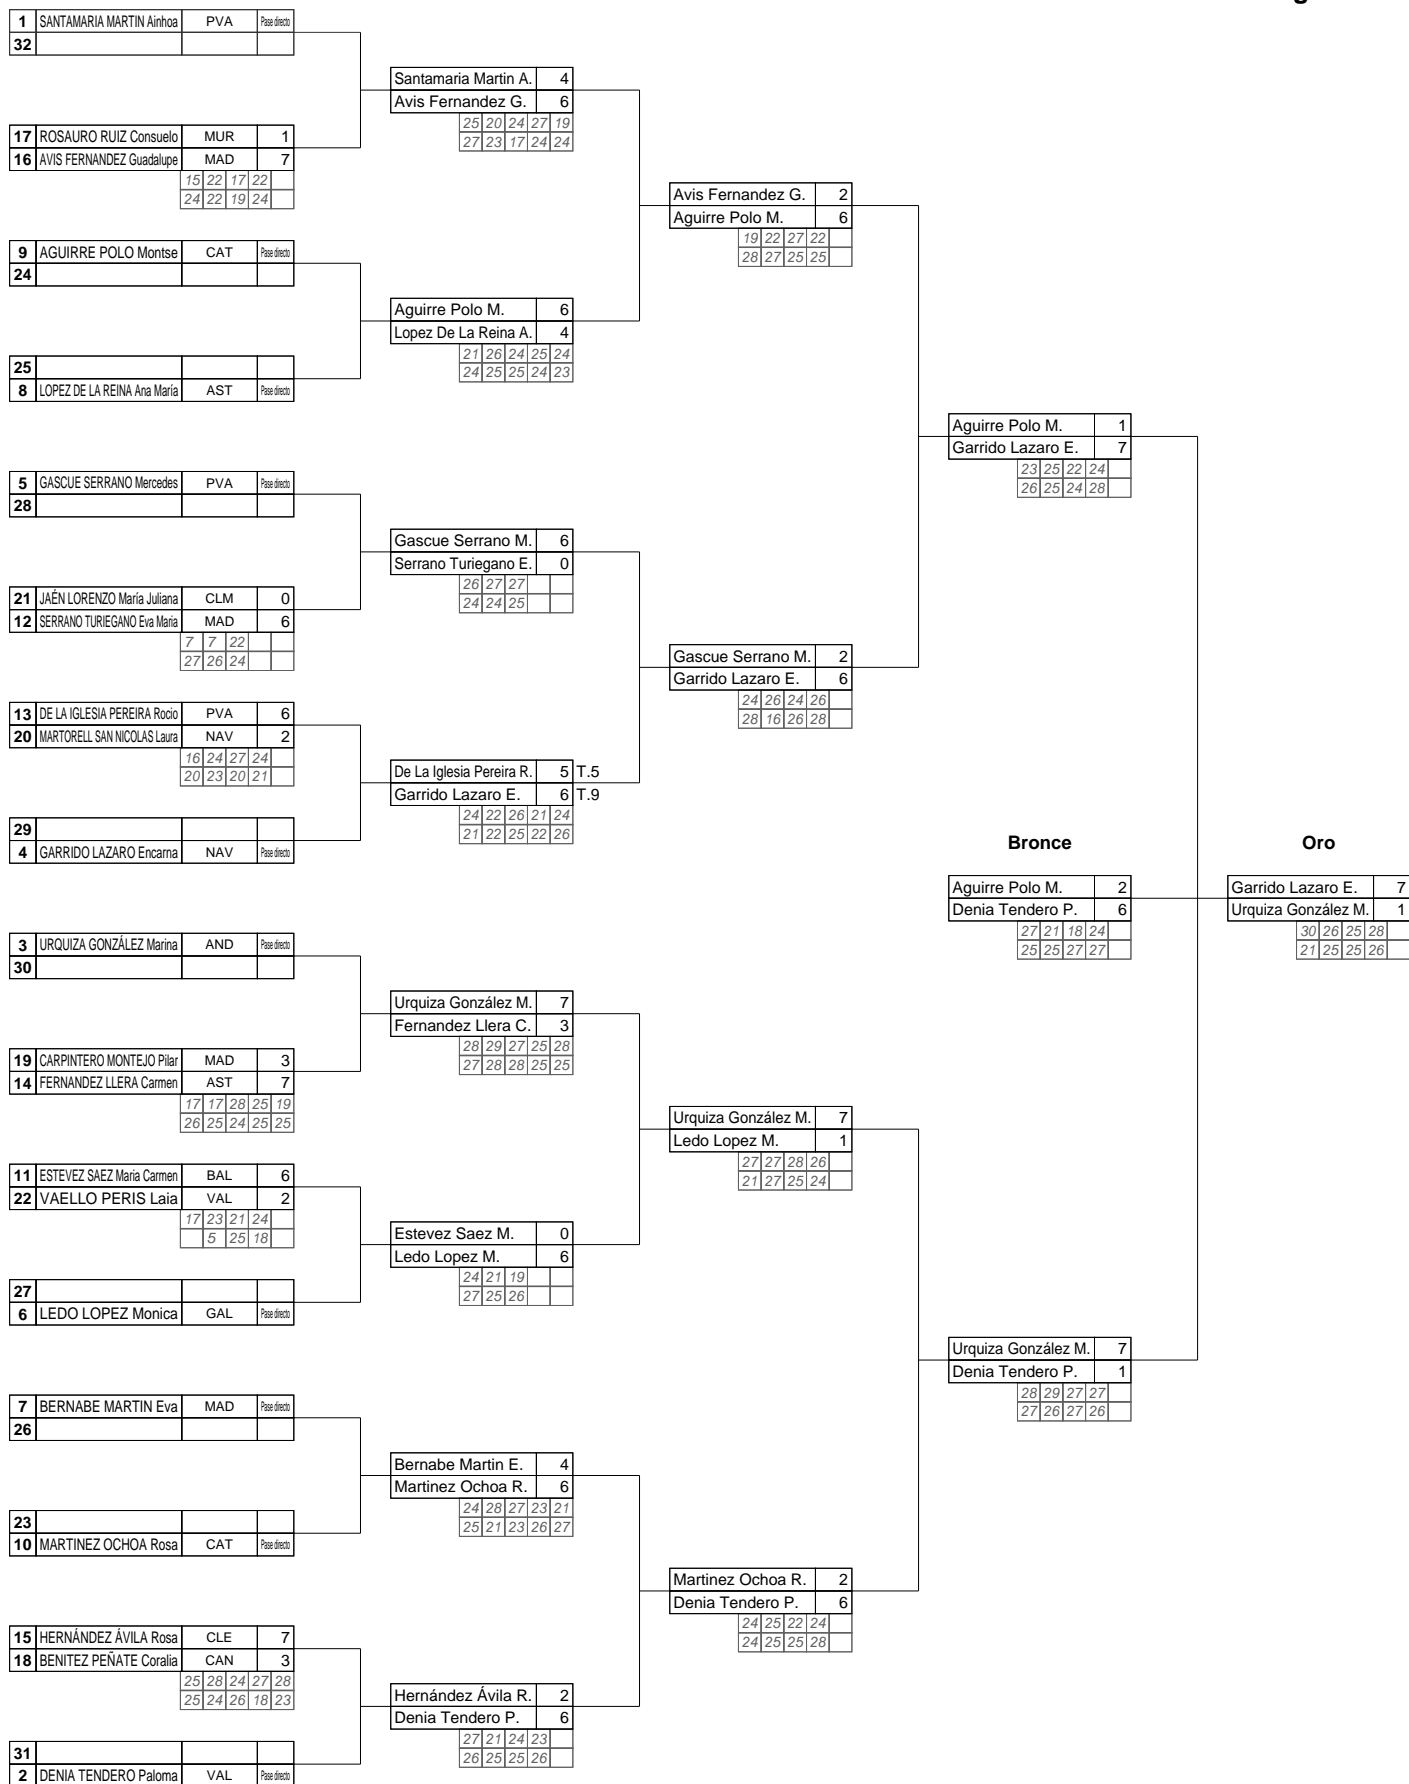 1 SANTAMARIA MARTIN Ainhoa PVA Pase directo
32
Santamaria Martin A. 4
Avis Fernandez G. 6
25 20 24 27 19
27 23 17 24 24
17 ROSAURO RUIZ Consuelo MUR 1
16 AVIS FERNANDEZ Guadalupe MAD 7
15 22 17 22
24 22 19 24
Avis Fernandez G. 2
Aguirre Polo M. 6
19 22 27 22
28 27 25 25
9 AGUIRRE POLO Montse CAT Pase directo
24
Aguirre Polo M. 6
Lopez De La Reina A. 4
21 26 24 25 24
24 25 25 24 23
25
8 LOPEZ DE LA REINA Ana María AST Pase directo
Aguirre Polo M. 1
Garrido Lazaro E. 7
23 25 22 24
26 25 24 28
5 GASCUE SERRANO Mercedes PVA Pase directo
28
Gascue Serrano M. 6
Serrano Turiegano E. 0
26 27 27
24 24 25
21 JAÉN LORENZO María Juliana CLM 0
12 SERRANO TURIEGANO Eva Maria MAD 6
7 7 22
27 26 24
Gascue Serrano M. 2
Garrido Lazaro E. 6
24 26 24 26
28 16 26 28
13 DE LA IGLESIA PEREIRA Rocio PVA 6
20 MARTORELL SAN NICOLAS Laura NAV 2
16 24 27 24
20 23 20 21
De La Iglesia Pereira R. 5 T.5
Garrido Lazaro E. 6 T.9
24 22 26 21 24
21 22 25 22 26
29
4 GARRIDO LAZARO Encarna NAV Pase directo
Bronce Oro
Aguirre Polo M. 2 Garrido Lazaro E. 7
Denia Tendero P. 6 Urquiza González M. 1
27 21 18 24 30 26 25 28
25 25 27 27 21 25 25 26
3 URQUIZA GONZÁLEZ Marina AND Pase directo
30
Urquiza González M. 7
Fernandez Llera C. 3
28 29 27 25 28
27 28 28 25 25
19 CARPINTERO MONTEJO Pilar MAD 3
14 FERNANDEZ LLERA Carmen AST 7
17 17 28 25 19
26 25 24 25 25
Urquiza González M. 7
Ledo Lopez M. 1
27 27 28 26
21 27 25 24
11 ESTEVEZ SAEZ Maria Carmen BAL 6
22 VAELLO PERIS Laia VAL 2
17 23 21 24
5 25 18
Estevez Saez M. 0
Ledo Lopez M. 6
24 21 19
27 25 26
27
6 LEDO LOPEZ Monica GAL Pase directo
Urquiza González M. 7
Denia Tendero P. 1
28 29 27 27
27 26 27 26
7 BERNABE MARTIN Eva MAD Pase directo
26
Bernabe Martin E. 4
Martinez Ochoa R. 6
24 28 27 23 21
25 21 23 26 27
23
10 MARTINEZ OCHOA Rosa CAT Pase directo
Martinez Ochoa R. 2
Denia Tendero P. 6
24 25 22 24
24 25 25 28
15 HERNÁNDEZ ÁVILA Rosa CLE 7
18 BENITEZ PEÑATE Coralia CAN 3
25 28 24 27 28
25 24 26 18 23
Hernández Ávila R. 2
Denia Tendero P. 6
27 21 24 23
26 25 25 26
31
2 DENIA TENDERO Paloma VAL Pase directo